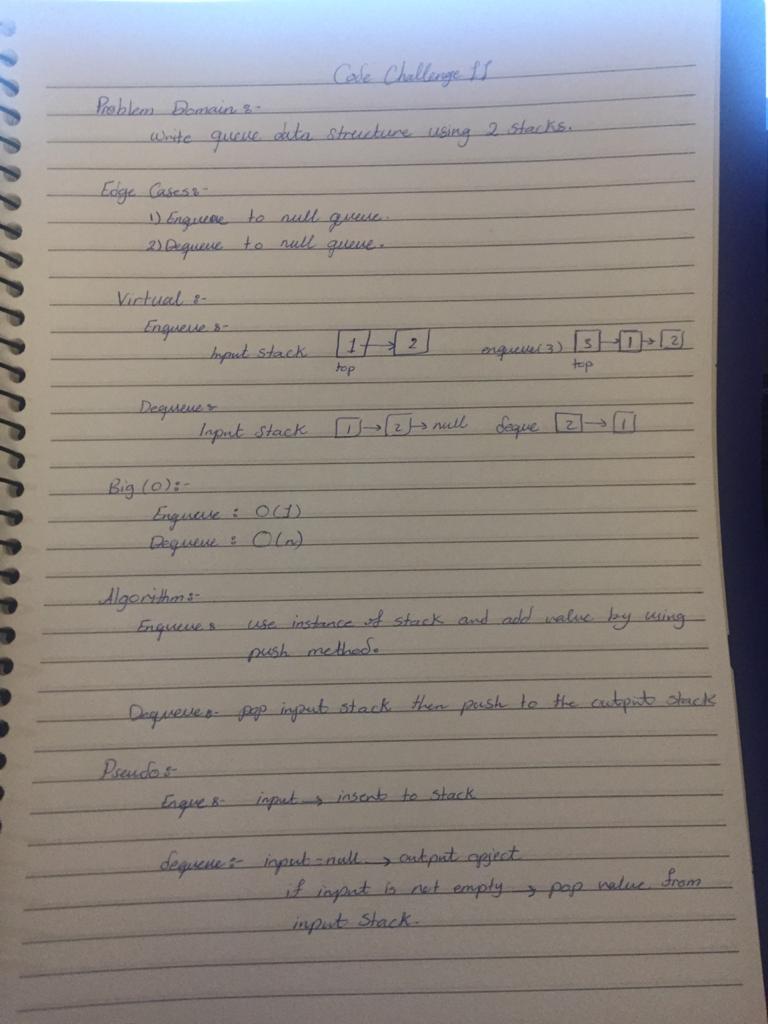 Code Challenge 11
Problem Domain :-
Write queue data structure using 2 stacks.
Edge Cases :-
1) Enqueue to null queue.
2) Dequeue to null queue.
Virtual :-
Enqueue :-
Input stack 1 → 2 enqueue(3) 3 → 1 → 2
top top
Dequeue :
Input stack 1 → 2 → null deque 2 → 1
Big (O) :-
Enqueue : O(1)
Dequeue : O(n)
Algorithm :-
Enqueue : use instance of stack and add value by using
push method.
Dequeue :- pop input stack then push to the output stack
Pseudo :-
Enque :- input → insert to stack
dequeue :- input = null → output opject
if input is not empty → pop value from
input stack.